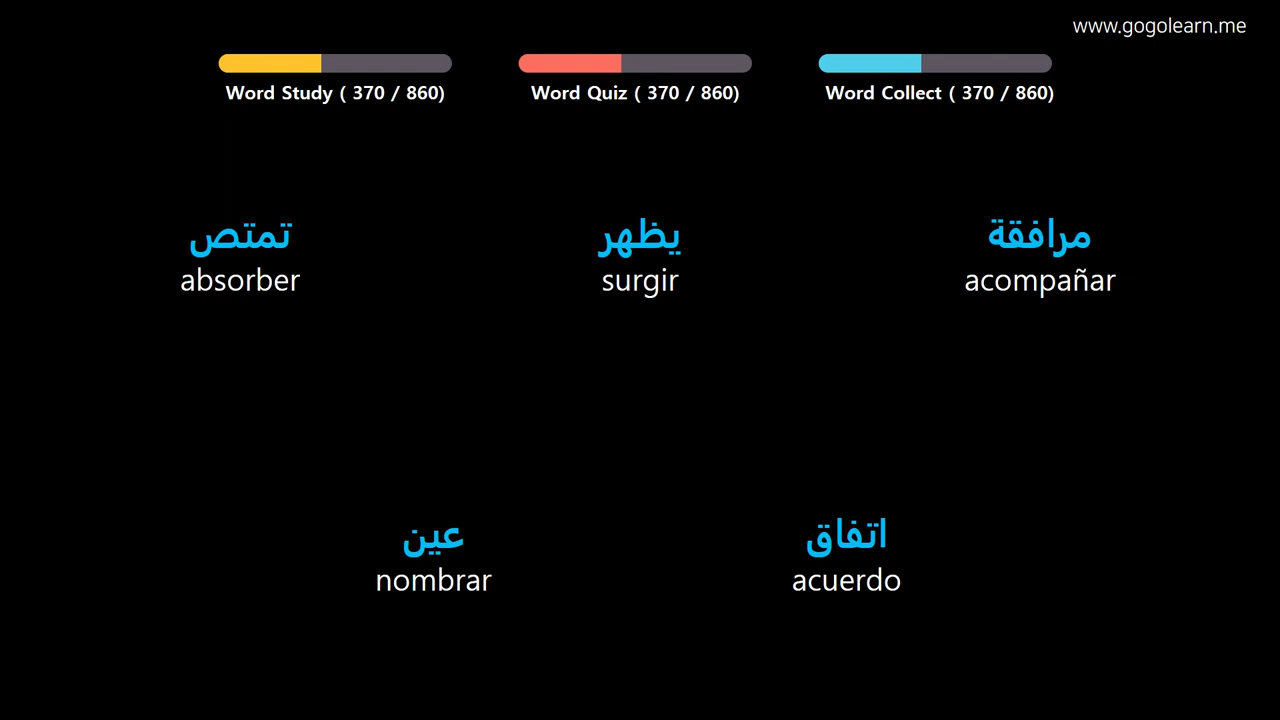 www.gogolearn.me
Word Study ( 370 / 860)
Word Quiz ( 370 / 860)
Word Collect ( 370 / 860)
تمتص
absorber
يظهر
surgir
مرافقة
acompañar
عين
nombrar
اتفاق
acuerdo